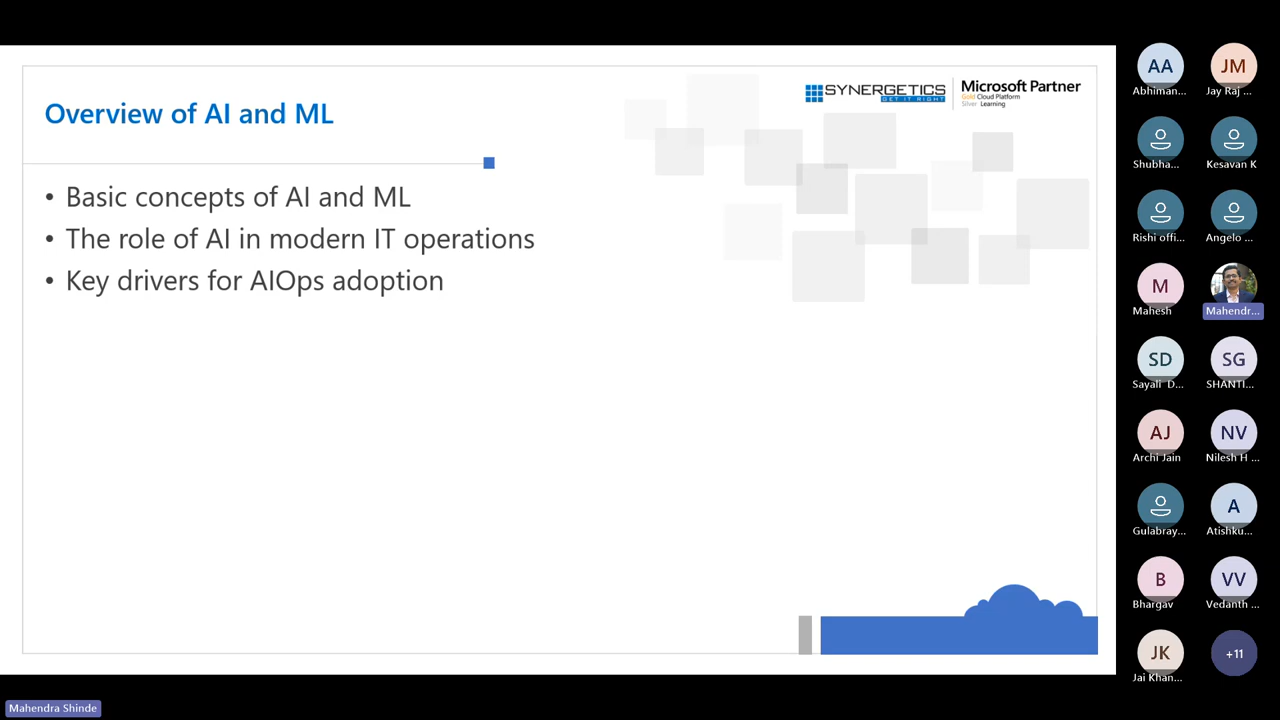 Overview of AI and ML
SYNERGETICS
GET IT RIGHT
Microsoft Partner
Gold Cloud Platform
Silver Learning
• Basic concepts of AI and ML
• The role of AI in modern IT operations
• Key drivers for AIOps adoption
AA
JM
Abhiman...
Jay Raj ...
Shubha...
Kesavan K
Rishi offi...
Angelo ...
M
Mahesh
Mahendr...
SD
SG
Sayali D...
SHANTI...
AJ
NV
Archi Jain
Nilesh H ...
A
Gulabray...
Atishku...
B
VV
Bhargav
Vedanth ...
JK
+11
Jai Khan...
Mahendra Shinde